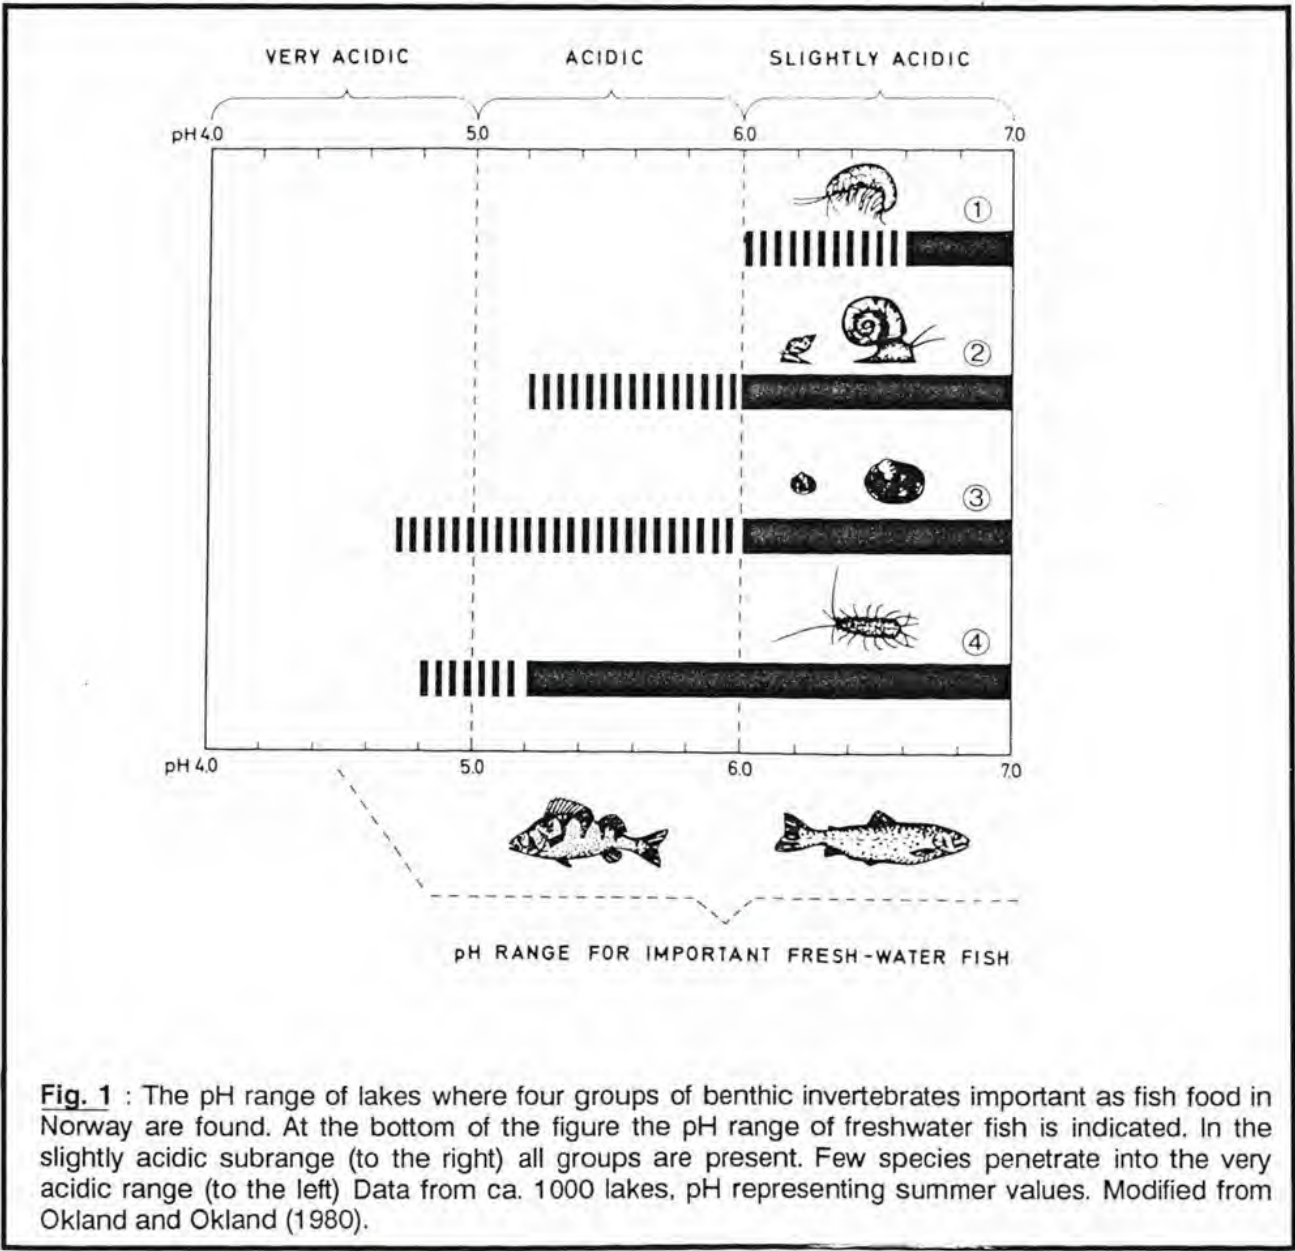 VERY ACIDIC ACIDIC SLIGHTLY ACIDIC
pH 4.0 5.0 6.0 7.0
①
②
③
④
pH 4.0 5.0 6.0 7.0
pH RANGE FOR IMPORTANT FRESH-WATER FISH
Fig. 1 : The pH range of lakes where four groups of benthic invertebrates important as fish food in
Norway are found. At the bottom of the figure the pH range of freshwater fish is indicated. In the
slightly acidic subrange (to the right) all groups are present. Few species penetrate into the very
acidic range (to the left) Data from ca. 1000 lakes, pH representing summer values. Modified from
Okland and Okland (1980).